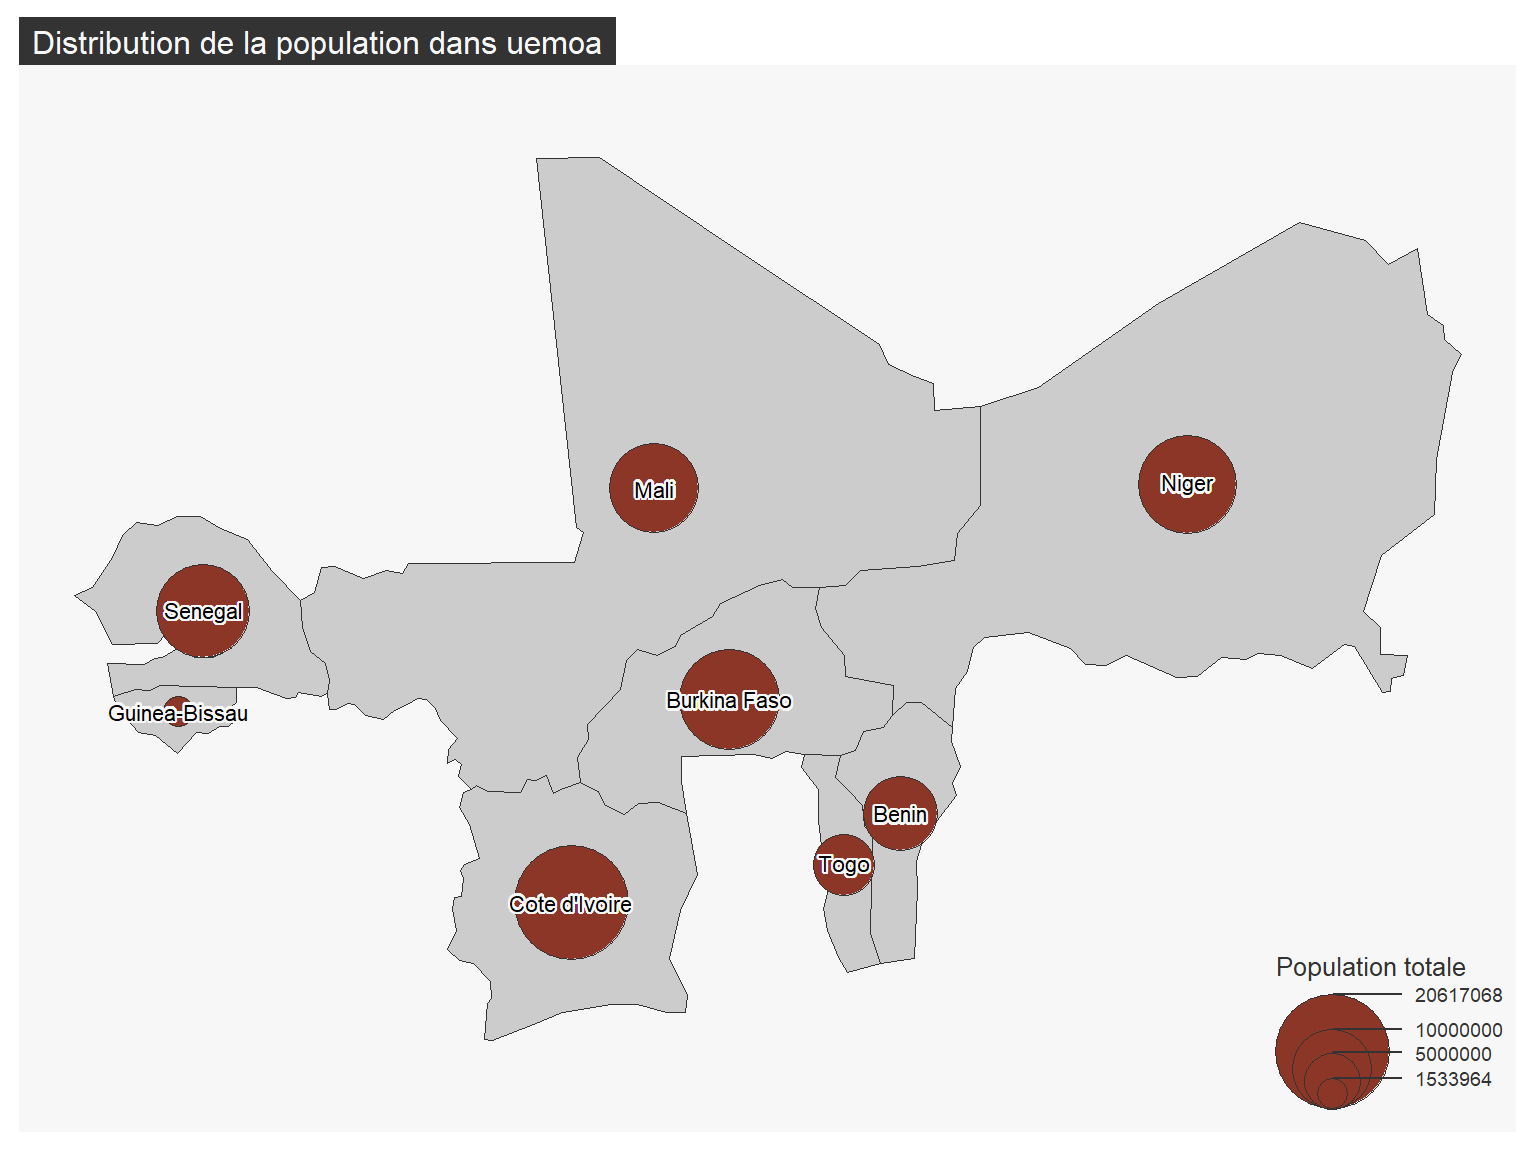 Distribution de la population dans uemoa
Mali
Niger
Senegal
Burkina Faso
Guinea-Bissau
Benin
Togo
Cote d'Ivoire
Population totale
20617068
10000000
5000000
1533964